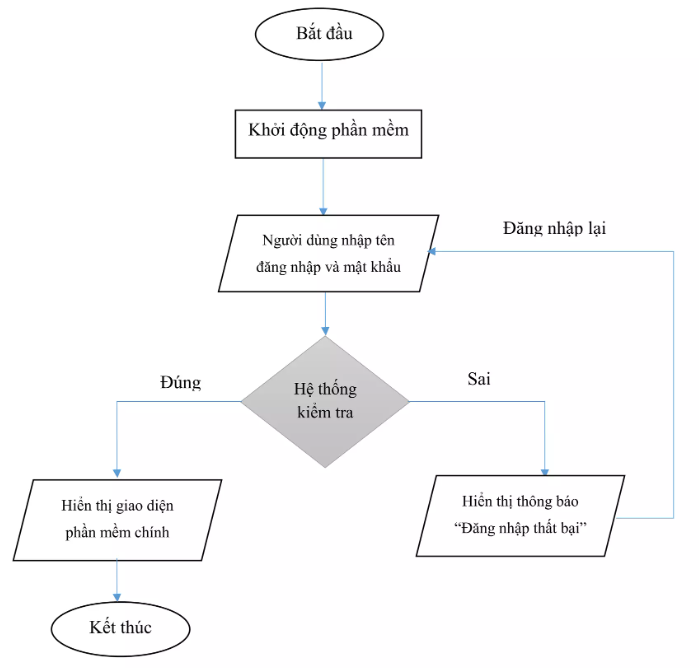 Bắt đầu
Khởi động phần mềm
Người dùng nhập tên
đăng nhập và mật khẩu
Đăng nhập lại
Hệ thống
kiểm tra
Đúng
Sai
Hiển thị giao diện
phần mềm chính
Hiển thị thông báo
“Đăng nhập thất bại”
Kết thúc